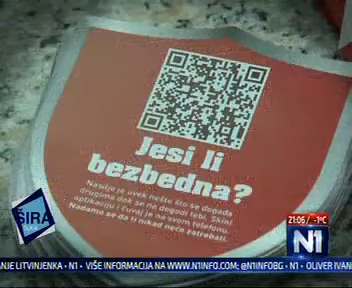 Jesi li
bezbedna?
Nasilje je uvek nešto što se dopada
drugima dok se ne dogodi tebi. Skini
aplikaciju i čuvaj je na svom telefonu.
Nadamo se da ti nikad neće zatrebati.
ŠIRA
SLIKA
21:06 -1°C
N1
ANJE LITVINJENKA • N1 - VIŠE INFORMACIJA NA WWW.N1INFO.COM; @N1INFOBG - N1 • OLIVER IVAN